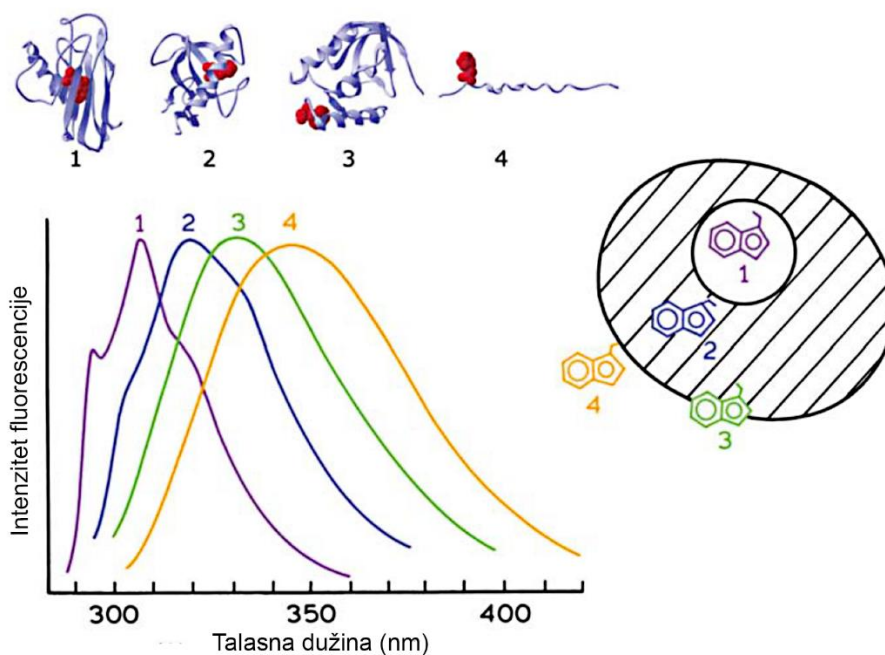 1 2 3 4
1 2 3 4
Intenzitet fluorescencije
300 350 400
Talasna dužina (nm)
1
2
4
3